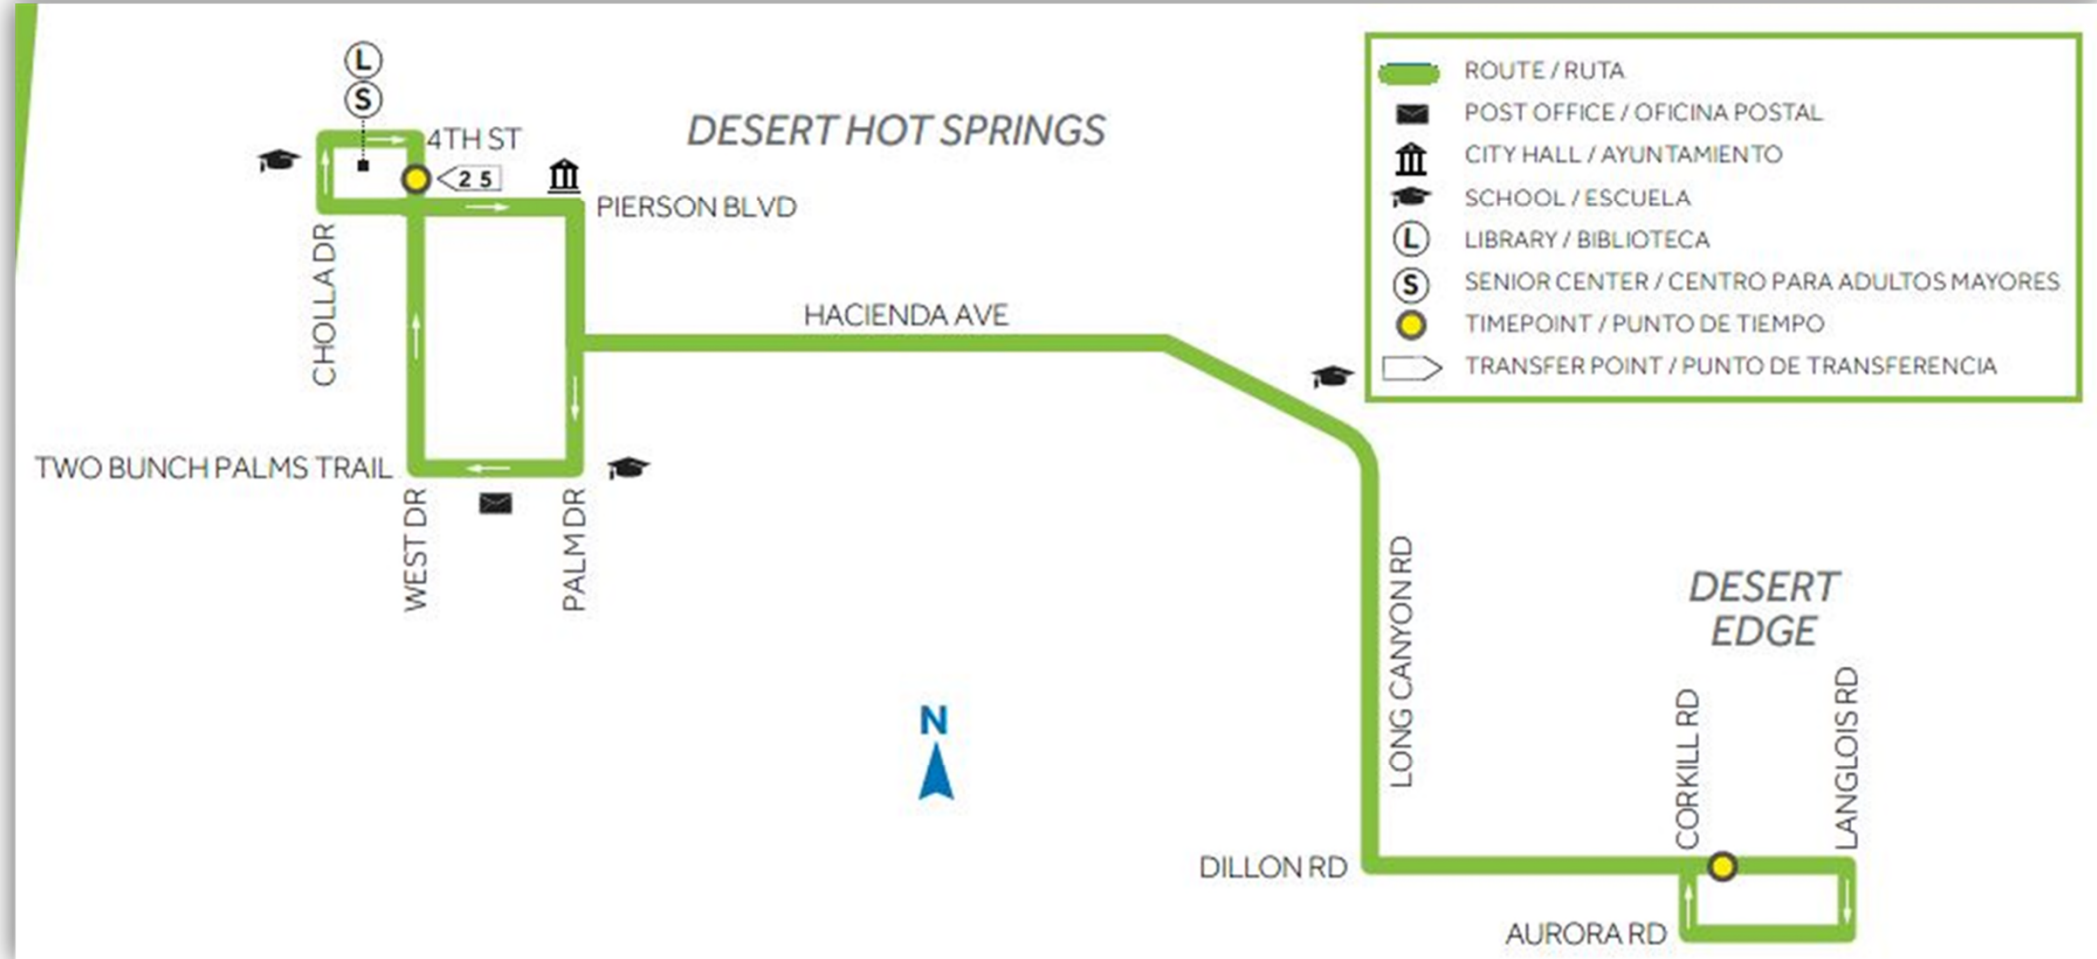 L
S
4TH ST
2 5
DESERT HOT SPRINGS
PIERSON BLVD
CHOLLA DR
HACIENDA AVE
TWO BUNCH PALMS TRAIL
WEST DR
PALM DR
LONG CANYON RD
DESERT
EDGE
CORKILL RD
LANGLOIS RD
N
DILLON RD
AURORA RD
ROUTE / RUTA
POST OFFICE / OFICINA POSTAL
CITY HALL / AYUNTAMIENTO
SCHOOL / ESCUELA
L LIBRARY / BIBLIOTECA
S SENIOR CENTER / CENTRO PARA ADULTOS MAYORES
TIMEPOINT / PUNTO DE TIEMPO
TRANSFER POINT / PUNTO DE TRANSFERENCIA